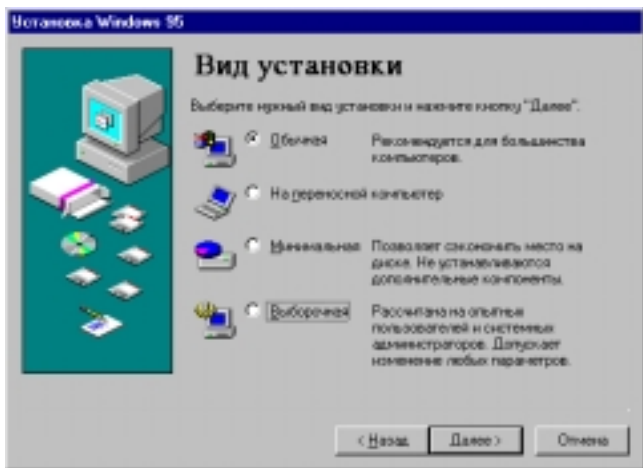 Установка Windows 95
Вид установки
Выберите нужный вид установки и нажмите кнопку "Далее".
Обычная
Рекомендуется для большинства
компьютеров.
На переносной компьютер
Минимальная
Позволяет сэкономить место на
диске. Не устанавливаются
дополнительные компоненты.
Выборочная
Рассчитана на опытных
пользователей и системных
администраторов. Допускает
изменение любых параметров.
< Назад
Далее >
Отмена